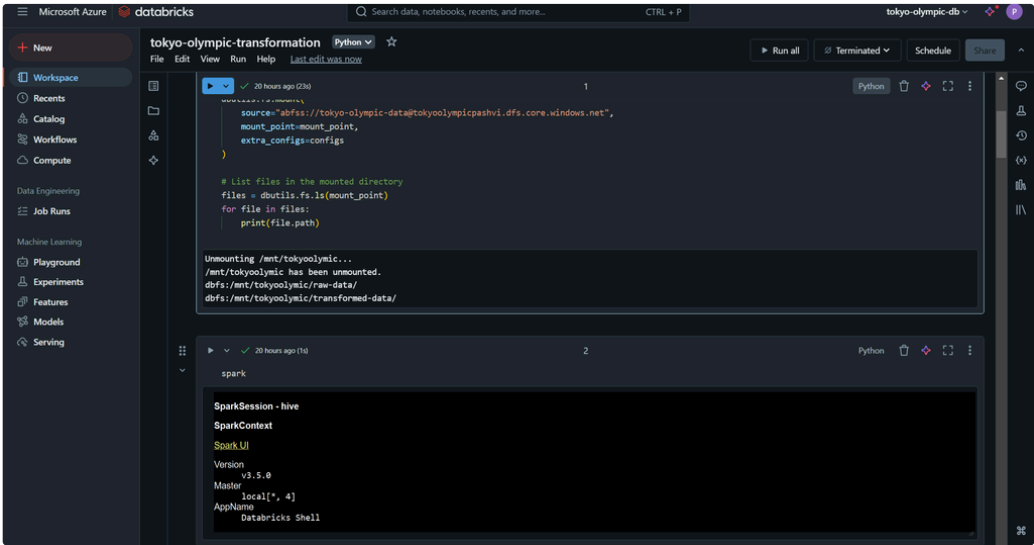 Microsoft Azure databricks Search data, notebooks, recents, and more... CTRL + P tokyo-olympic-db P
New
Workspace
Recents
Catalog
Workflows
Compute
Data Engineering
Job Runs
Machine Learning
Playground
Experiments
Features
Models
Serving
tokyo-olympic-transformation Python
File Edit View Run Help Last edit was now
Run all Terminated Schedule Share
20 hours ago (23s) 1 Python
dbutils.fs.mount(
source="abfss://tokyo-olympic-data@tokyoolympicpashvi.dfs.core.windows.net",
mount_point=mount_point,
extra_configs=configs
)
# List files in the mounted directory
files = dbutils.fs.ls(mount_point)
for file in files:
print(file.path)
Unmounting /mnt/tokyoolymic...
/mnt/tokyoolymic has been unmounted.
dbfs:/mnt/tokyoolymic/raw-data/
dbfs:/mnt/tokyoolymic/transformed-data/
20 hours ago (1s) 2 Python
spark
SparkSession - hive
SparkContext
Spark UI
Version
v3.5.0
Master
local[*, 4]
AppName
Databricks Shell